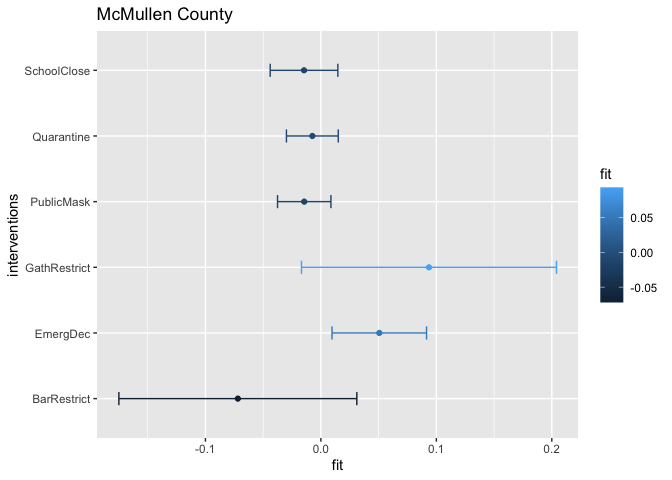 McMullen County
SchoolClose
Quarantine
PublicMask
GathRestrict
EmergDec
BarRestrict
interventions
-0.1 0.0 0.1 0.2
fit
fit
0.05
0.00
-0.05